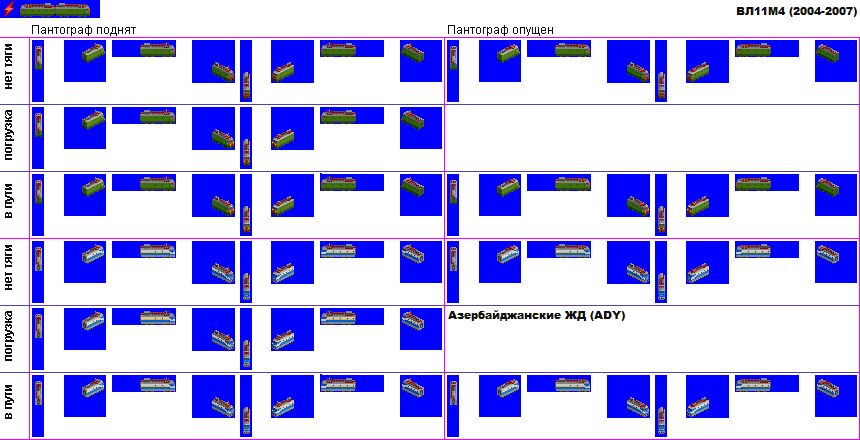 ВЛ11М4 (2004-2007)
Пантограф поднят
Пантограф опущен
нет тяги
погрузка
в пути
нет тяги
погрузка
Азербайджанские ЖД (ADY)
в пути